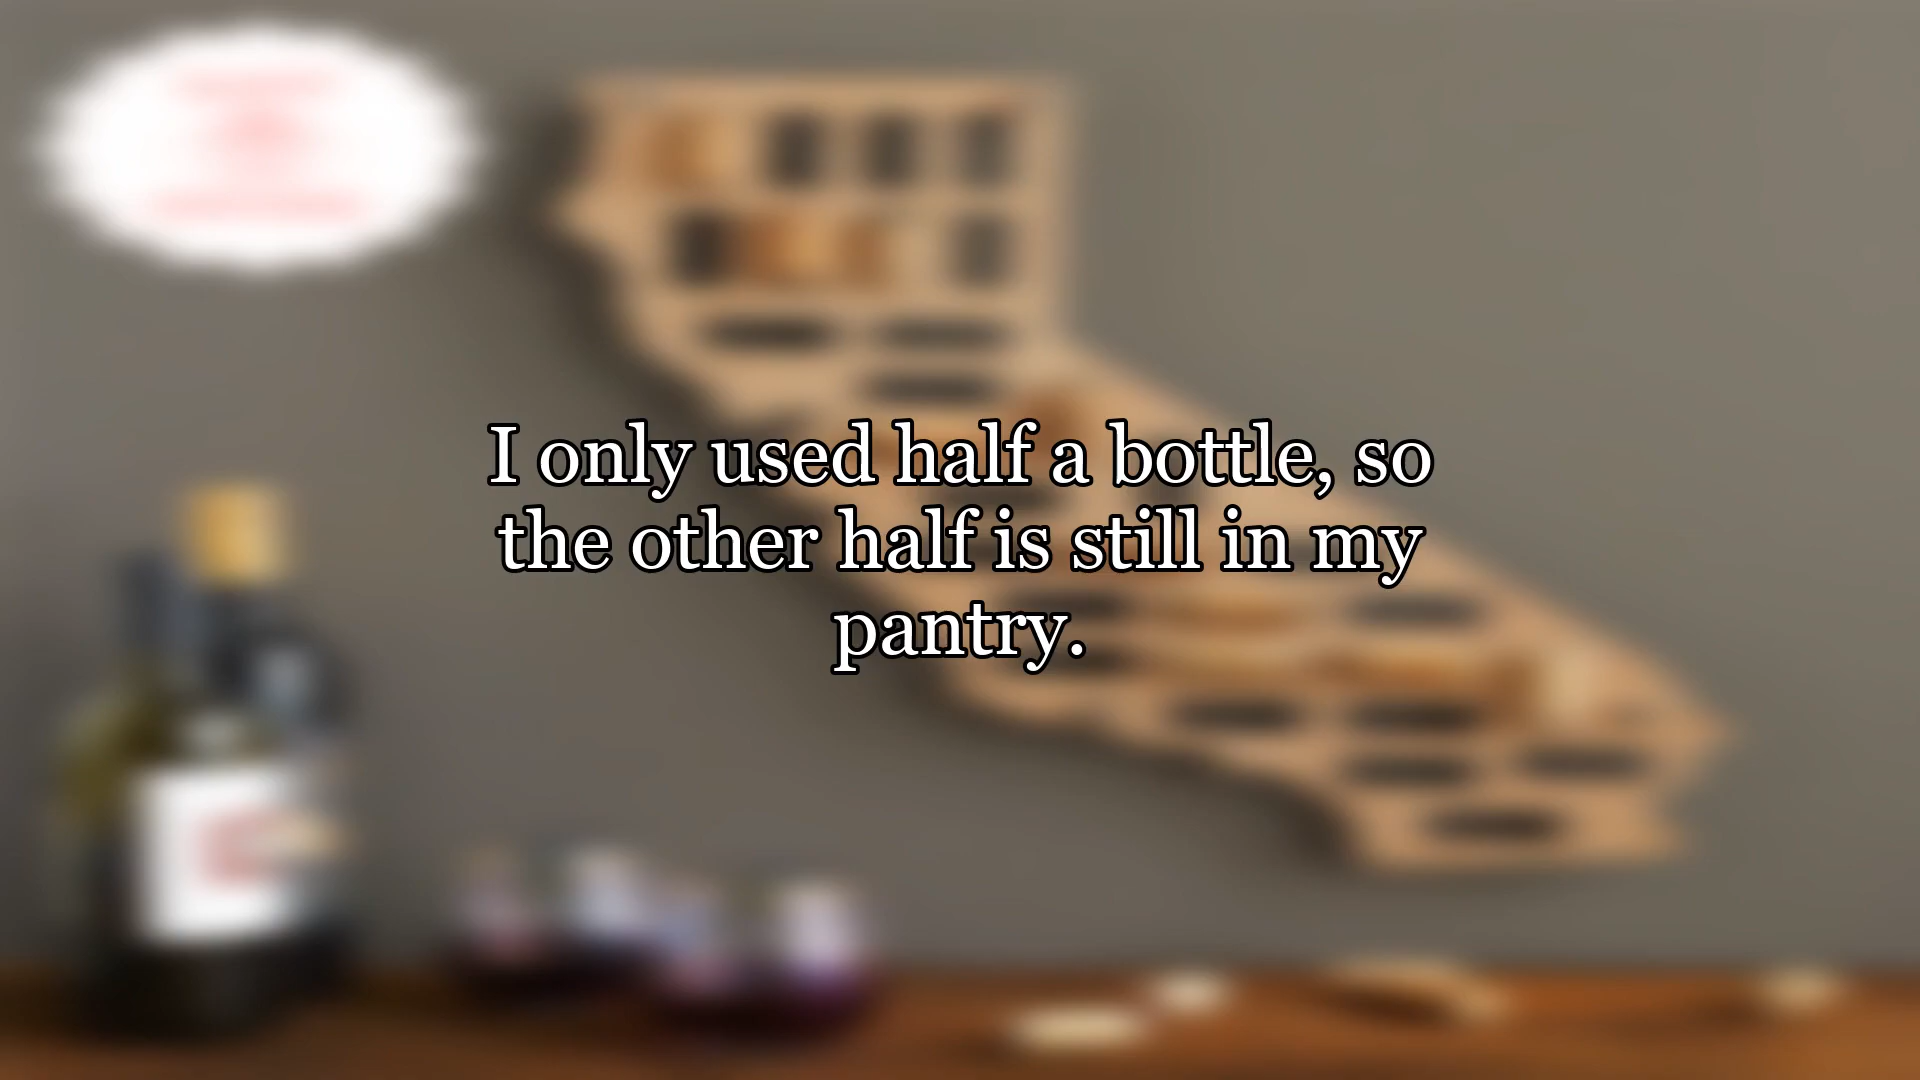 I only used half a bottle, so
the other half is still in my
pantry.